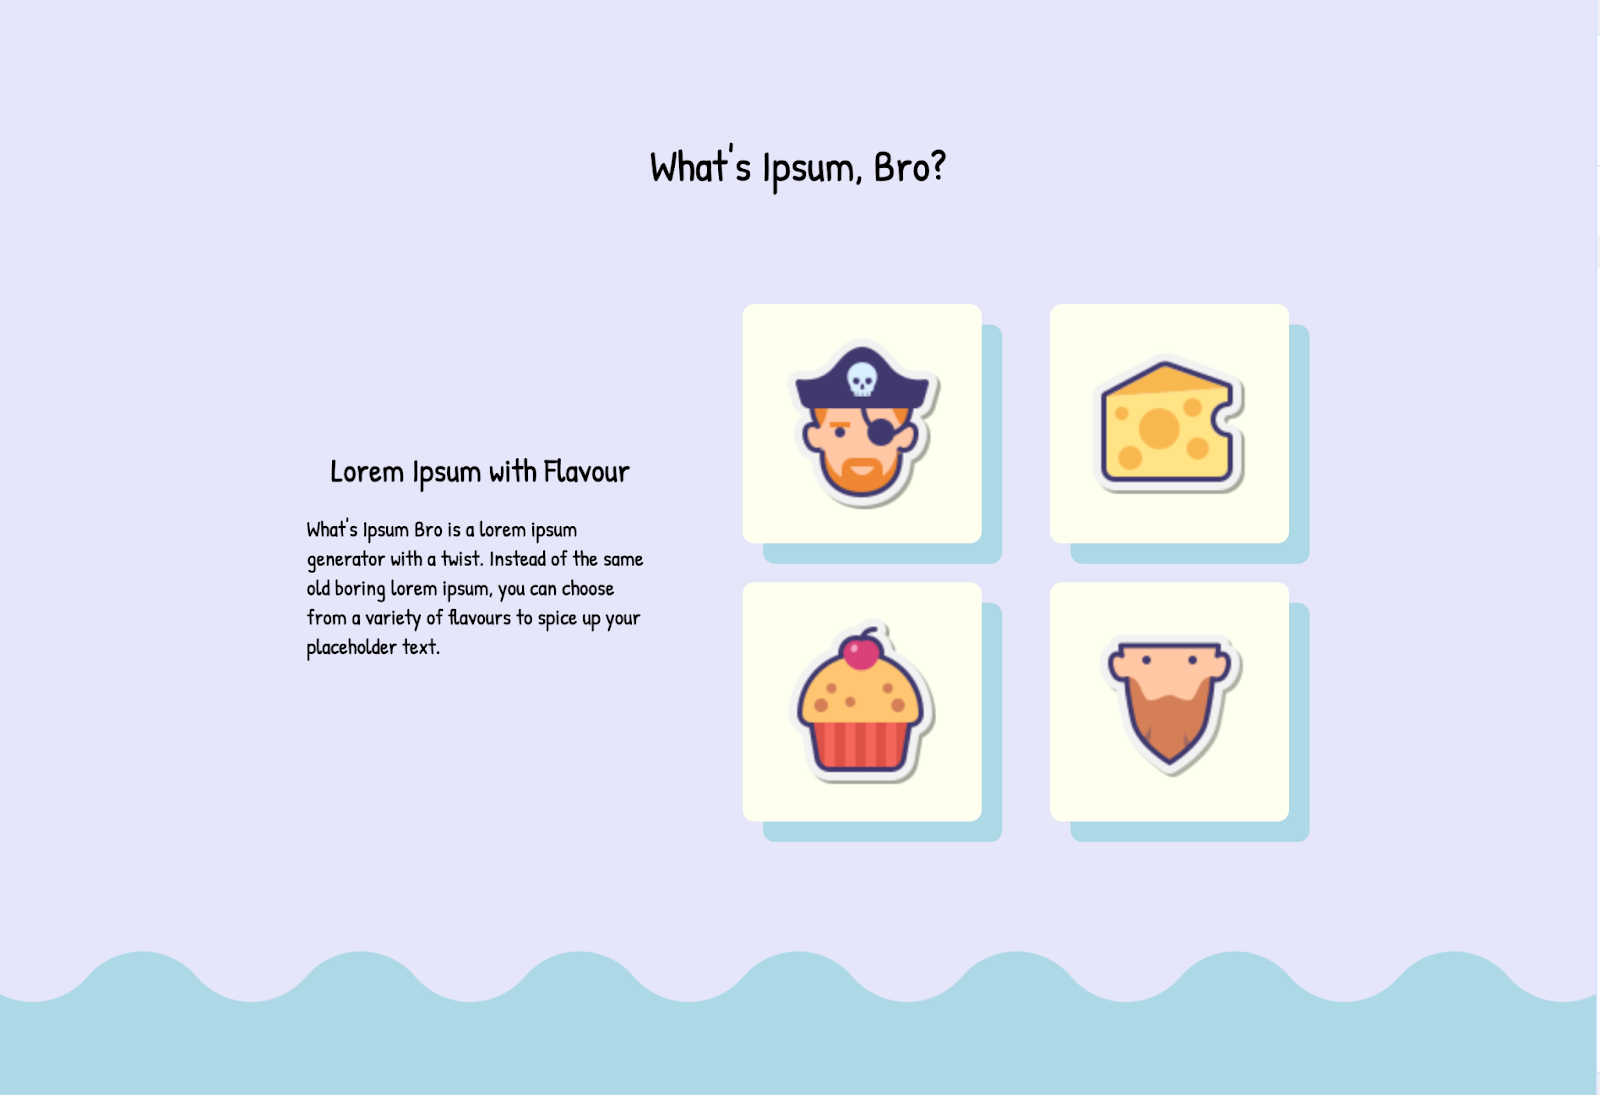 What's Ipsum, Bro?
Lorem Ipsum with Flavour
What's Ipsum Bro is a lorem ipsum
generator with a twist. Instead of the same
old boring lorem ipsum, you can choose
from a variety of flavours to spice up your
placeholder text.